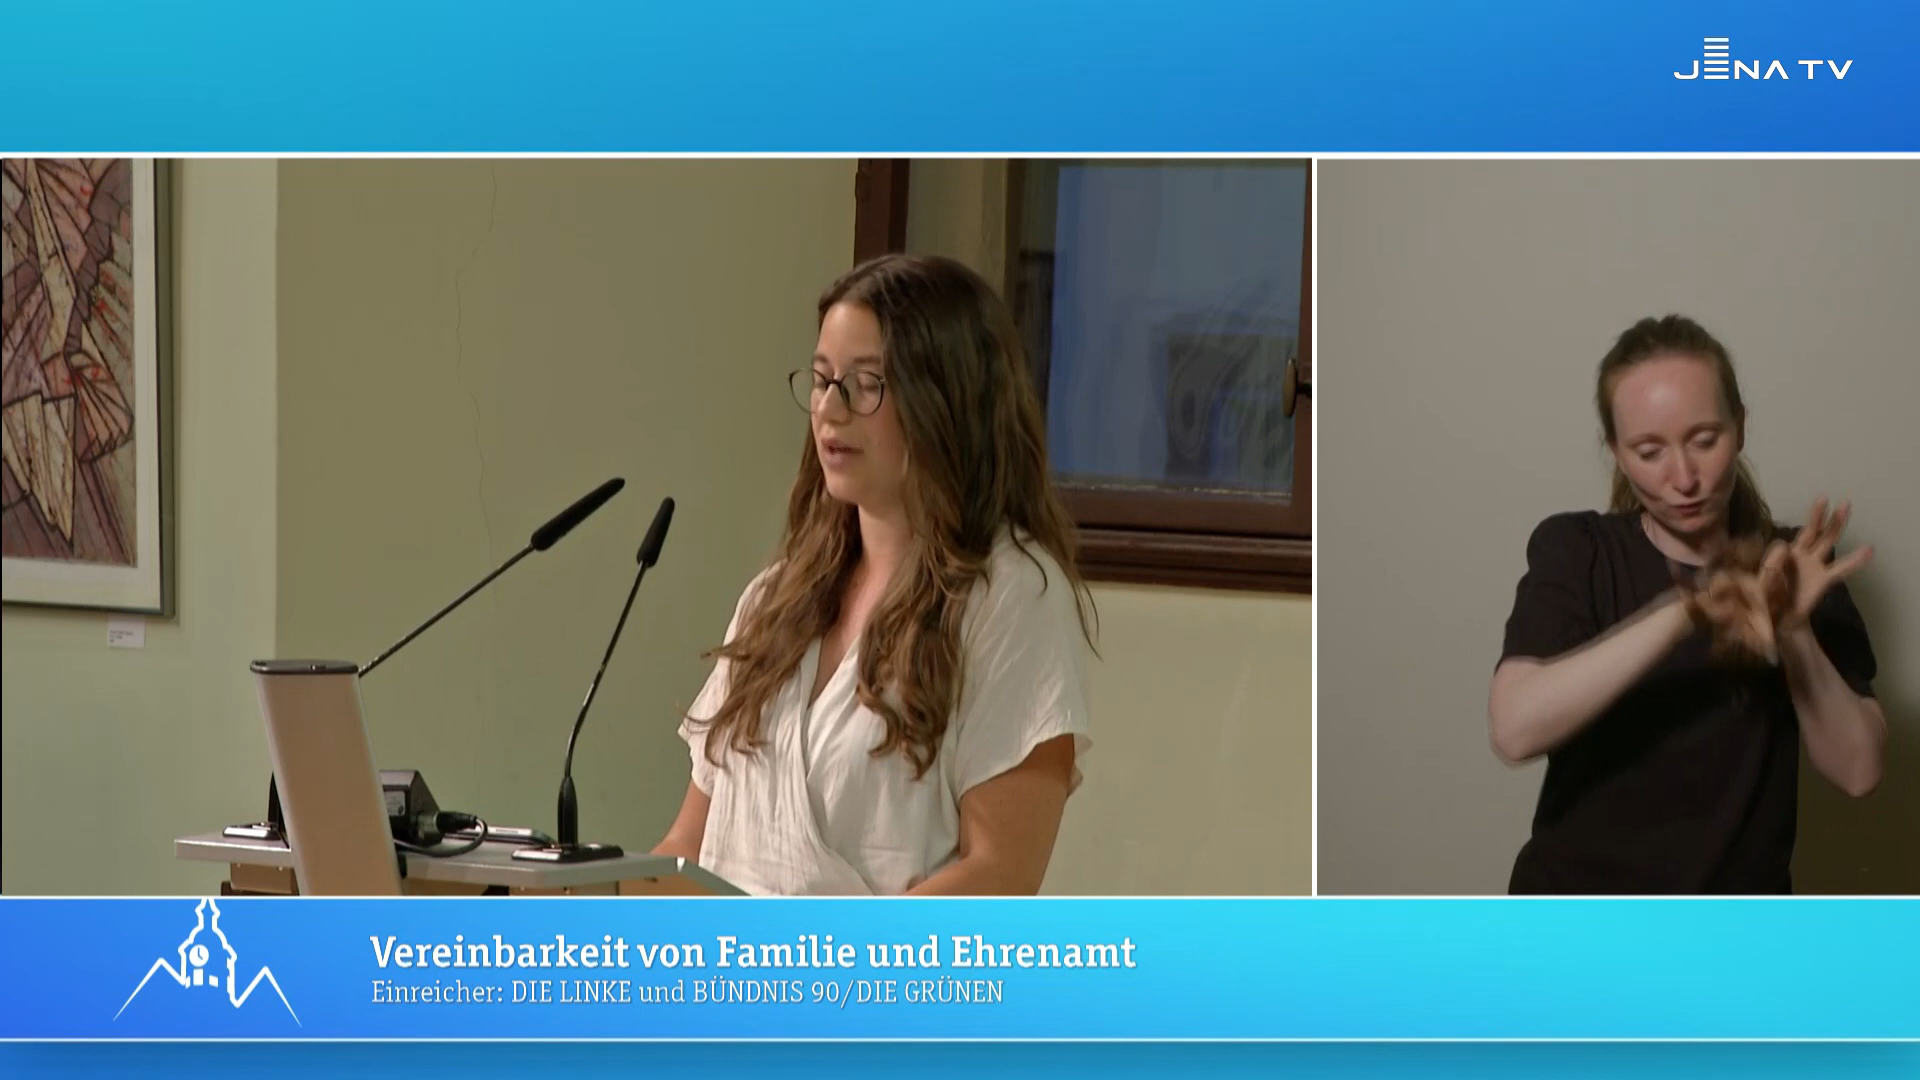 JENA TV
Vereinbarkeit von Familie und Ehrenamt
Einreicher: DIE LINKE und BÜNDNIS 90/DIE GRÜNEN